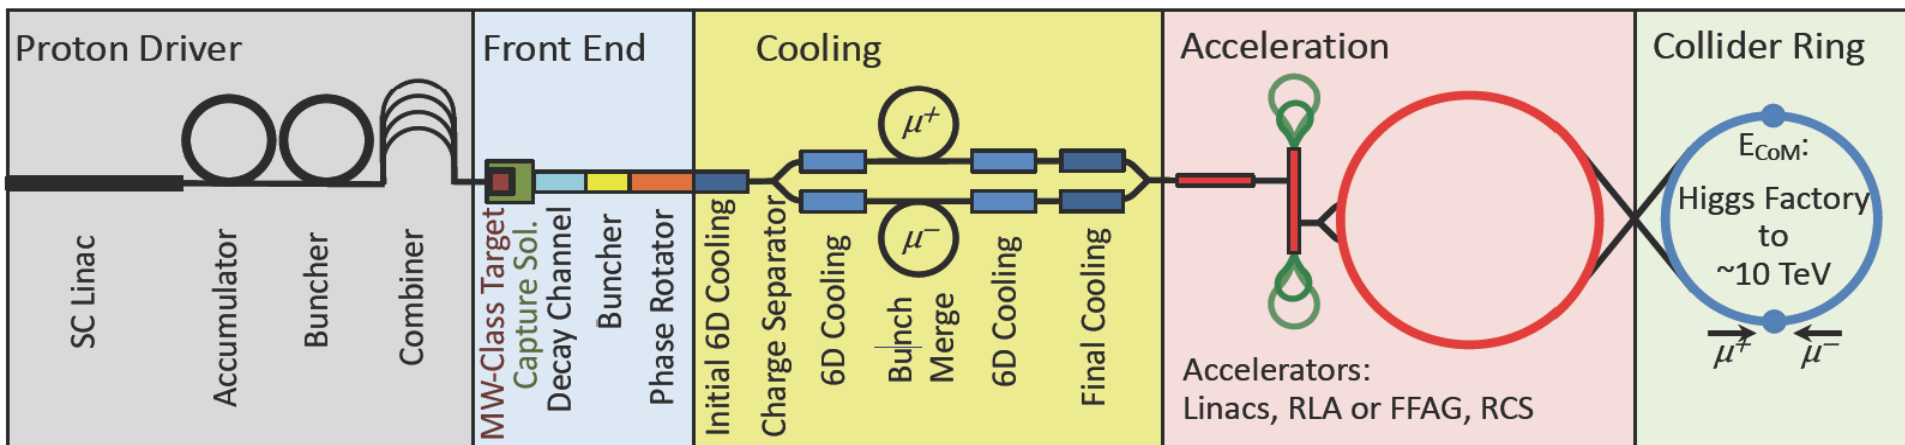 Proton Driver
Front End
Cooling
Acceleration
Collider Ring
SC Linac
Accumulator
Buncher
Combiner
MW-Class Target
Capture Sol.
Decay Channel
Buncher
Phase Rotator
Initial 6D Cooling
Charge Separator
6D Cooling
μ+
μ−
Bunch
Merge
6D Cooling
Final Cooling
Accelerators:
Linacs, RLA or FFAG, RCS
ECoM:
Higgs Factory
to
~10 TeV
μ+
μ−